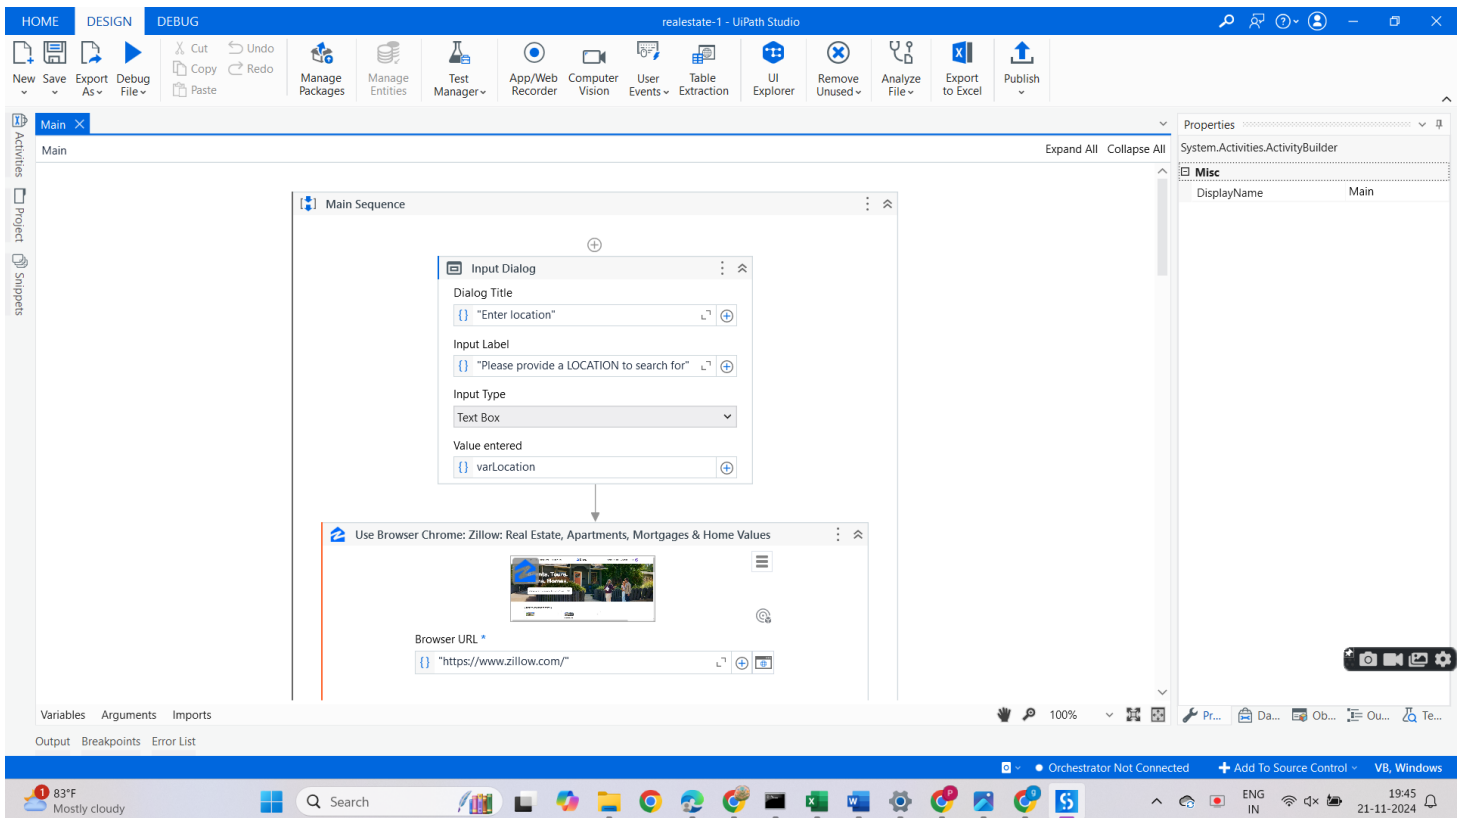 HOME DESIGN DEBUG
realestate-1 - UiPath Studio
New Save Export As Debug File
Cut Copy Paste
Undo Redo
Manage Packages
Manage Entities
Test Manager
App/Web Recorder
Computer Vision
User Events
Table Extraction
UI Explorer
Remove Unused
Analyze File
Export to Excel
Publish
Activities
Project
Snippets
Main
Main
Expand All Collapse All
Main Sequence
Input Dialog
Dialog Title
{} "Enter location"
Input Label
{} "Please provide a LOCATION to search for"
Input Type
Text Box
Value entered
{} varLocation
Use Browser Chrome: Zillow: Real Estate, Apartments, Mortgages & Home Values
Browser URL *
{} "https://www.zillow.com/"
Properties
System.Activities.ActivityBuilder
Misc
DisplayName Main
Variables Arguments Imports
100%
Pr... Da... Ob... Ou... Te...
Output Breakpoints Error List
Orchestrator Not Connected
Add To Source Control
VB, Windows
1
83°F
Mostly cloudy
Search
ENG
IN
19:45
21-11-2024